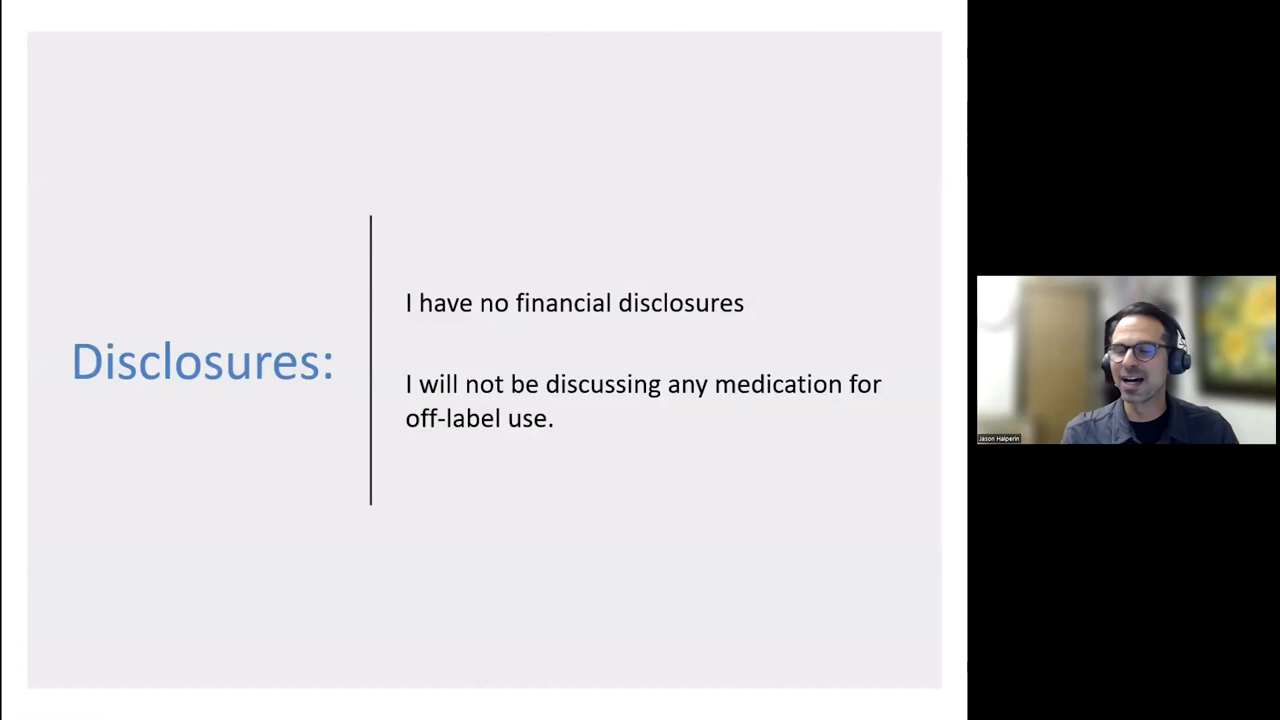 Disclosures:
I have no financial disclosures
I will not be discussing any medication for
off-label use.
Jason Halperin